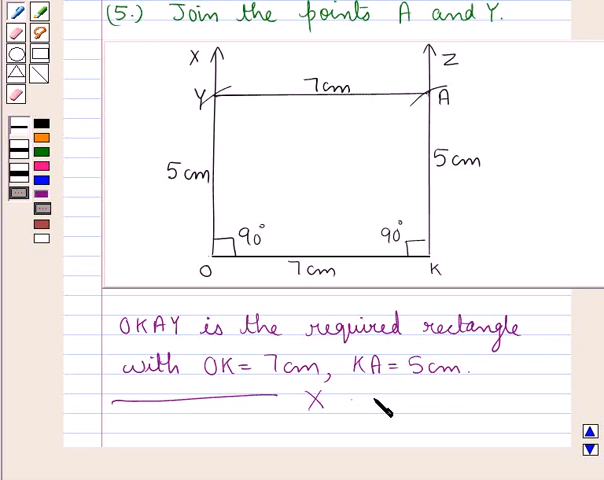 (5.) Join the points A and Y.
X Z
7cm
Y A
5cm 5cm
90° 90°
O 7cm K
OKAY is the required rectangle
with OK = 7cm, KA = 5cm.
X